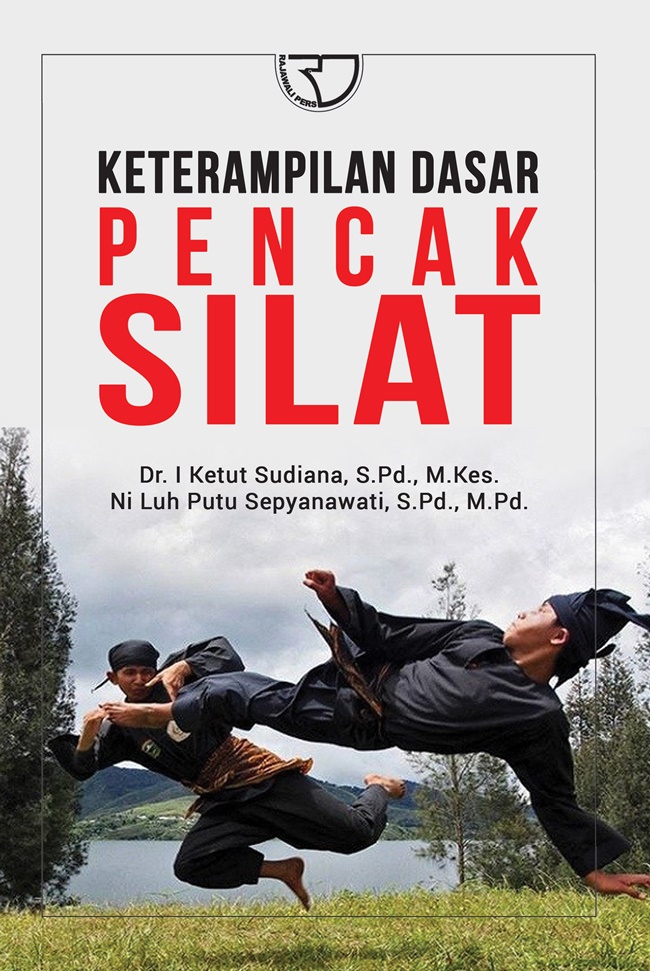 RAJAWALI PERS
KETERAMPILAN DASAR
PENCAK
SILAT
Dr. I Ketut Sudiana, S.Pd., M.Kes.
Ni Luh Putu Sepyanawati, S.Pd., M.Pd.